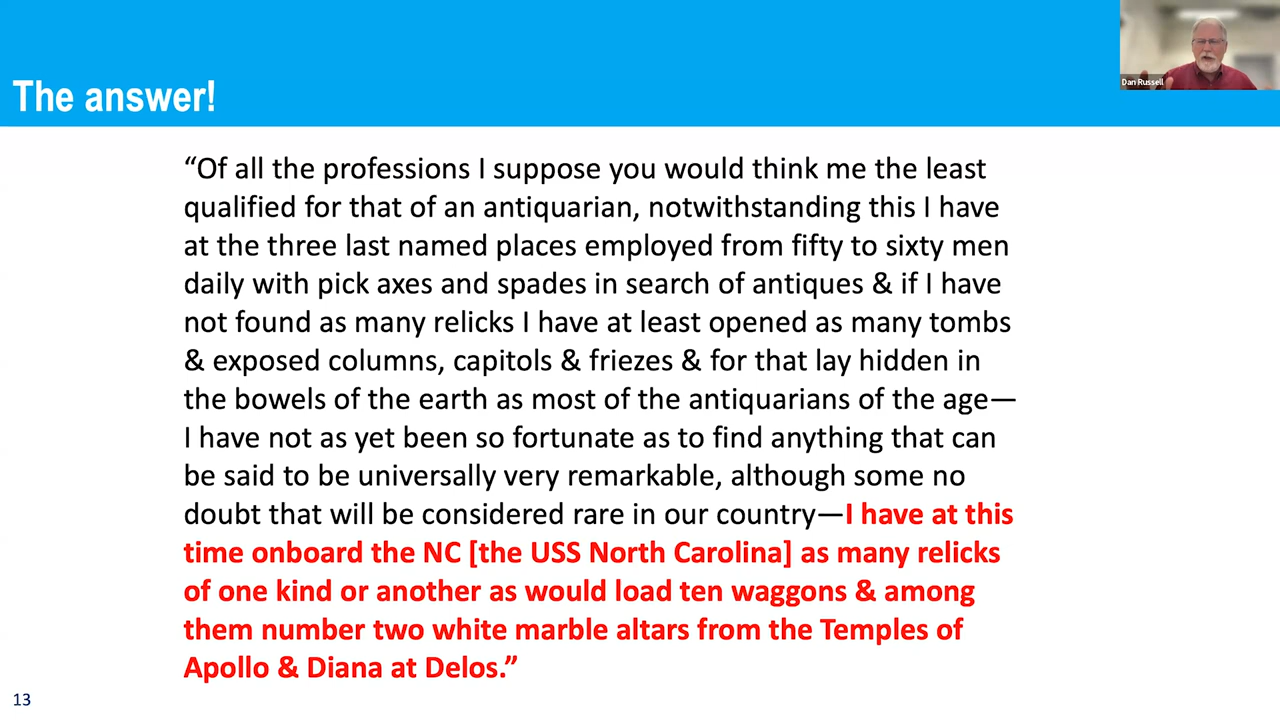 Dan Russell
The answer!
“Of all the professions I suppose you would think me the least
qualified for that of an antiquarian, notwithstanding this I have
at the three last named places employed from fifty to sixty men
daily with pick axes and spades in search of antiques & if I have
not found as many relicks I have at least opened as many tombs
& exposed columns, capitols & friezes & for that lay hidden in
the bowels of the earth as most of the antiquarians of the age—
I have not as yet been so fortunate as to find anything that can
be said to be universally very remarkable, although some no
doubt that will be considered rare in our country—I have at this
time onboard the NC [the USS North Carolina] as many relicks
of one kind or another as would load ten waggons & among
them number two white marble altars from the Temples of
Apollo & Diana at Delos.”
13